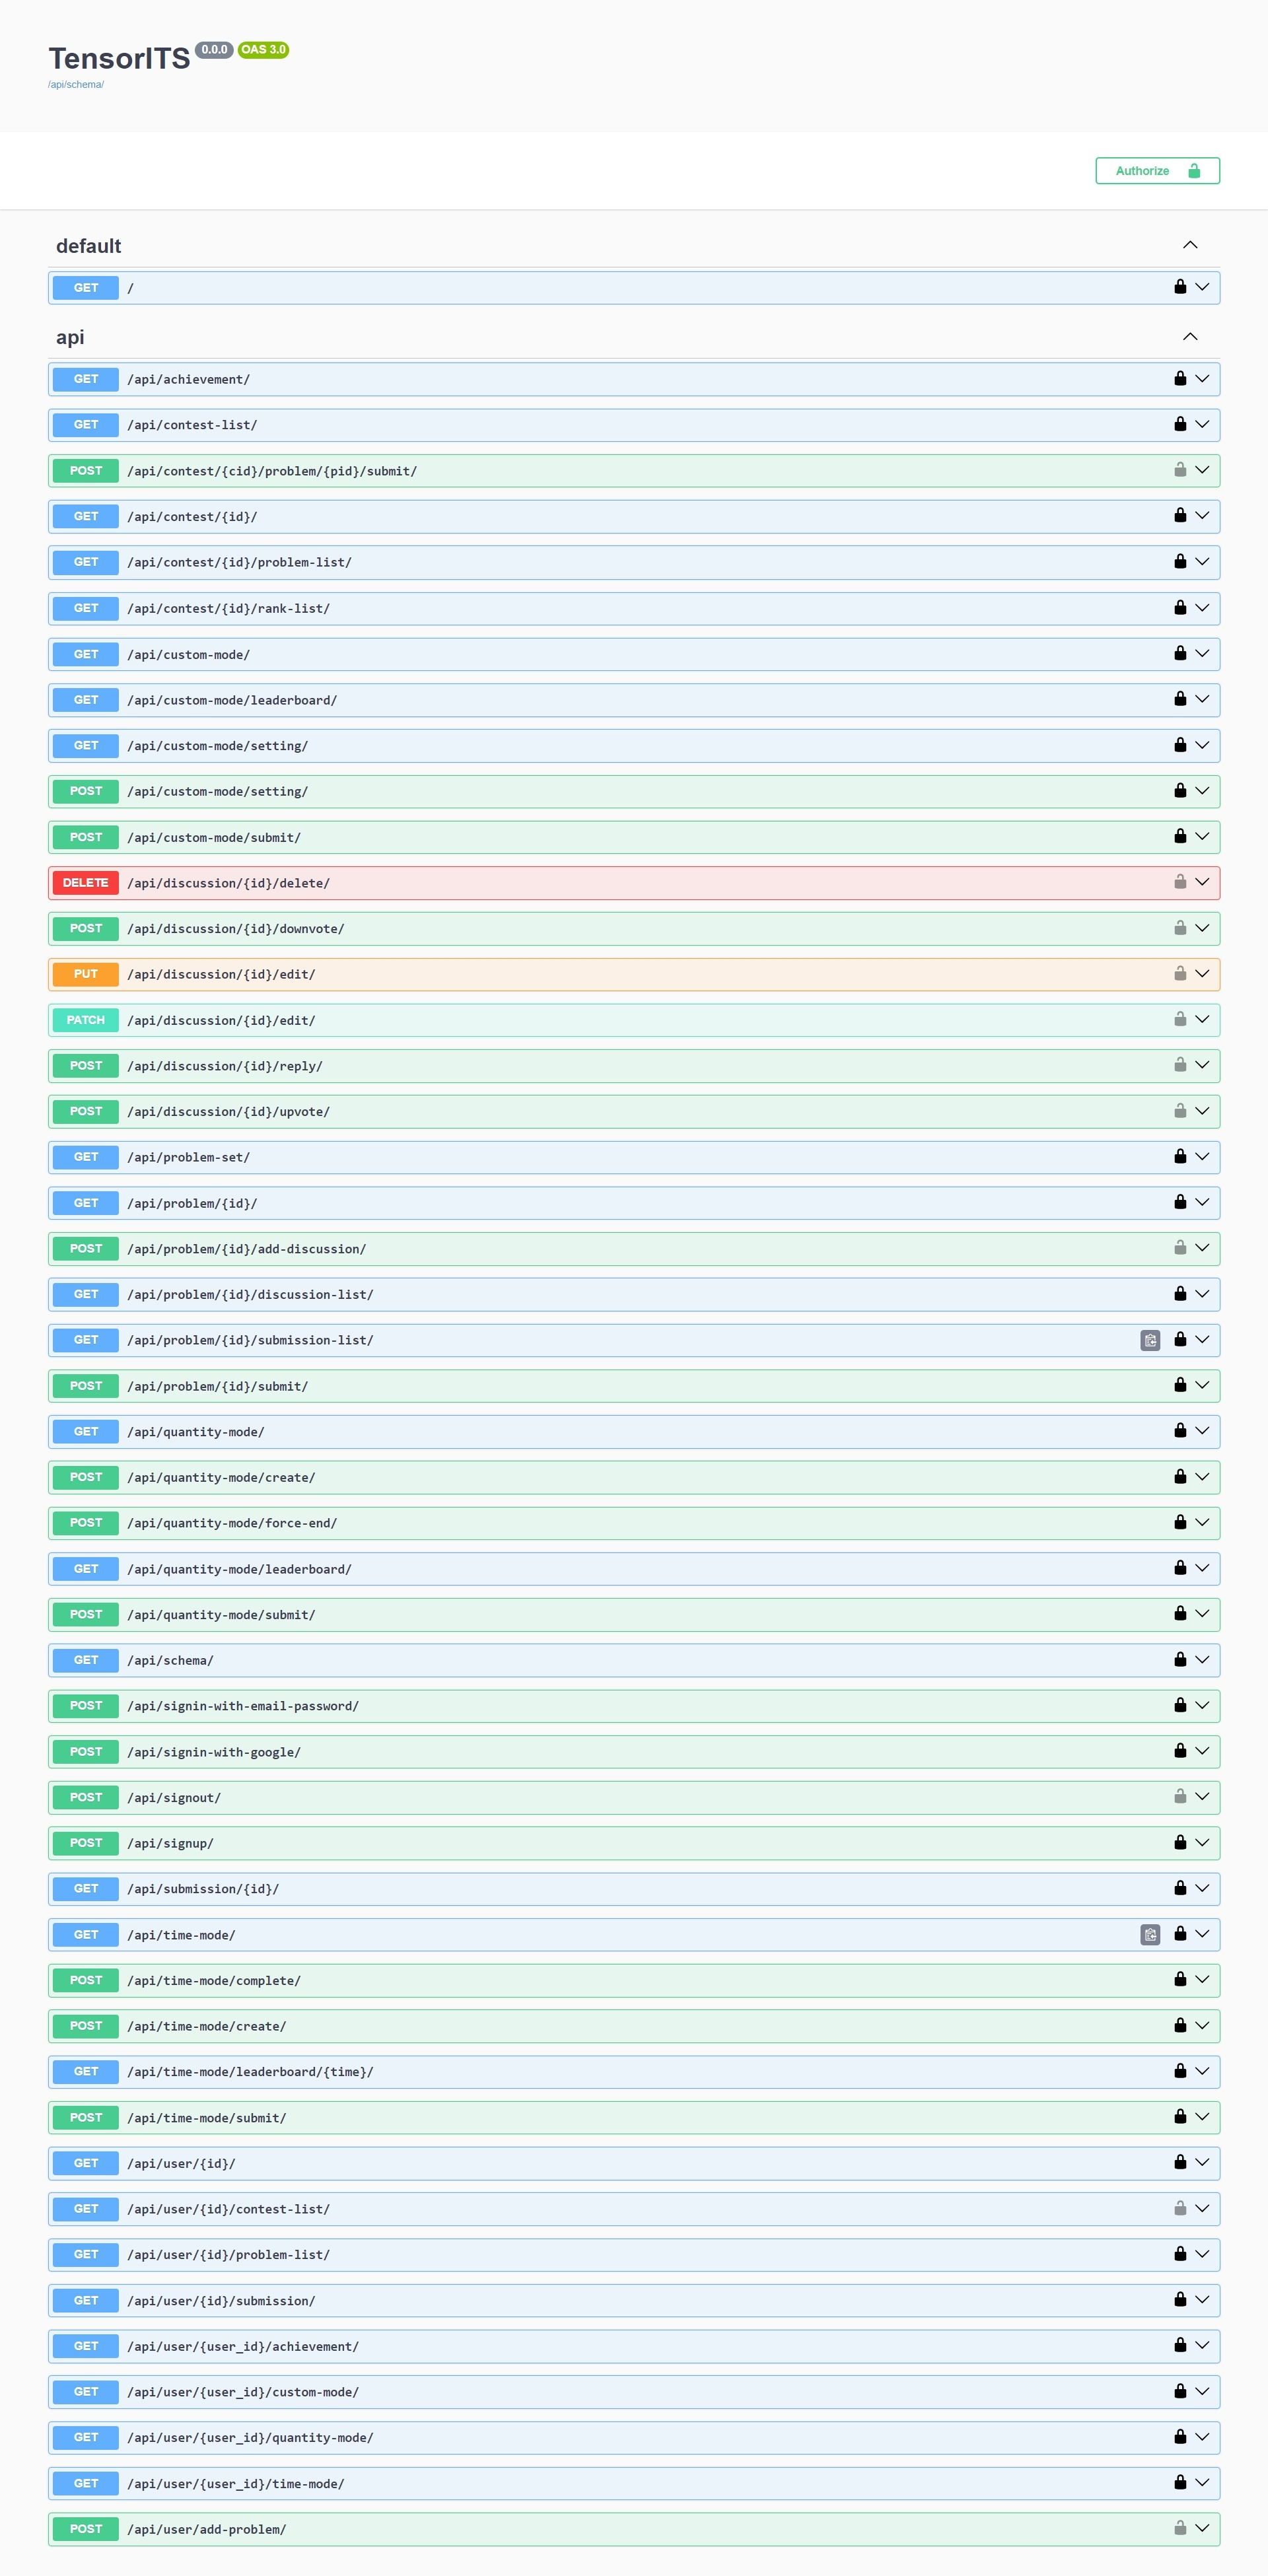 TensorITS 0.0.0 OAS 3.0
/api/schema/
Authorize
default
GET /
api
GET /api/achievement/
GET /api/contest-list/
POST /api/contest/{cid}/problem/{pid}/submit/
GET /api/contest/{id}/
GET /api/contest/{id}/problem-list/
GET /api/contest/{id}/rank-list/
GET /api/custom-mode/
GET /api/custom-mode/leaderboard/
GET /api/custom-mode/setting/
POST /api/custom-mode/setting/
POST /api/custom-mode/submit/
DELETE /api/discussion/{id}/delete/
POST /api/discussion/{id}/downvote/
PUT /api/discussion/{id}/edit/
PATCH /api/discussion/{id}/edit/
POST /api/discussion/{id}/reply/
POST /api/discussion/{id}/upvote/
GET /api/problem-set/
GET /api/problem/{id}/
POST /api/problem/{id}/add-discussion/
GET /api/problem/{id}/discussion-list/
GET /api/problem/{id}/submission-list/
POST /api/problem/{id}/submit/
GET /api/quantity-mode/
POST /api/quantity-mode/create/
POST /api/quantity-mode/force-end/
GET /api/quantity-mode/leaderboard/
POST /api/quantity-mode/submit/
GET /api/schema/
POST /api/signin-with-email-password/
POST /api/signin-with-google/
POST /api/signout/
POST /api/signup/
GET /api/submission/{id}/
GET /api/time-mode/
POST /api/time-mode/complete/
POST /api/time-mode/create/
GET /api/time-mode/leaderboard/{time}/
POST /api/time-mode/submit/
GET /api/user/{id}/
GET /api/user/{id}/contest-list/
GET /api/user/{id}/problem-list/
GET /api/user/{id}/submission/
GET /api/user/{user_id}/achievement/
GET /api/user/{user_id}/custom-mode/
GET /api/user/{user_id}/quantity-mode/
GET /api/user/{user_id}/time-mode/
POST /api/user/add-problem/